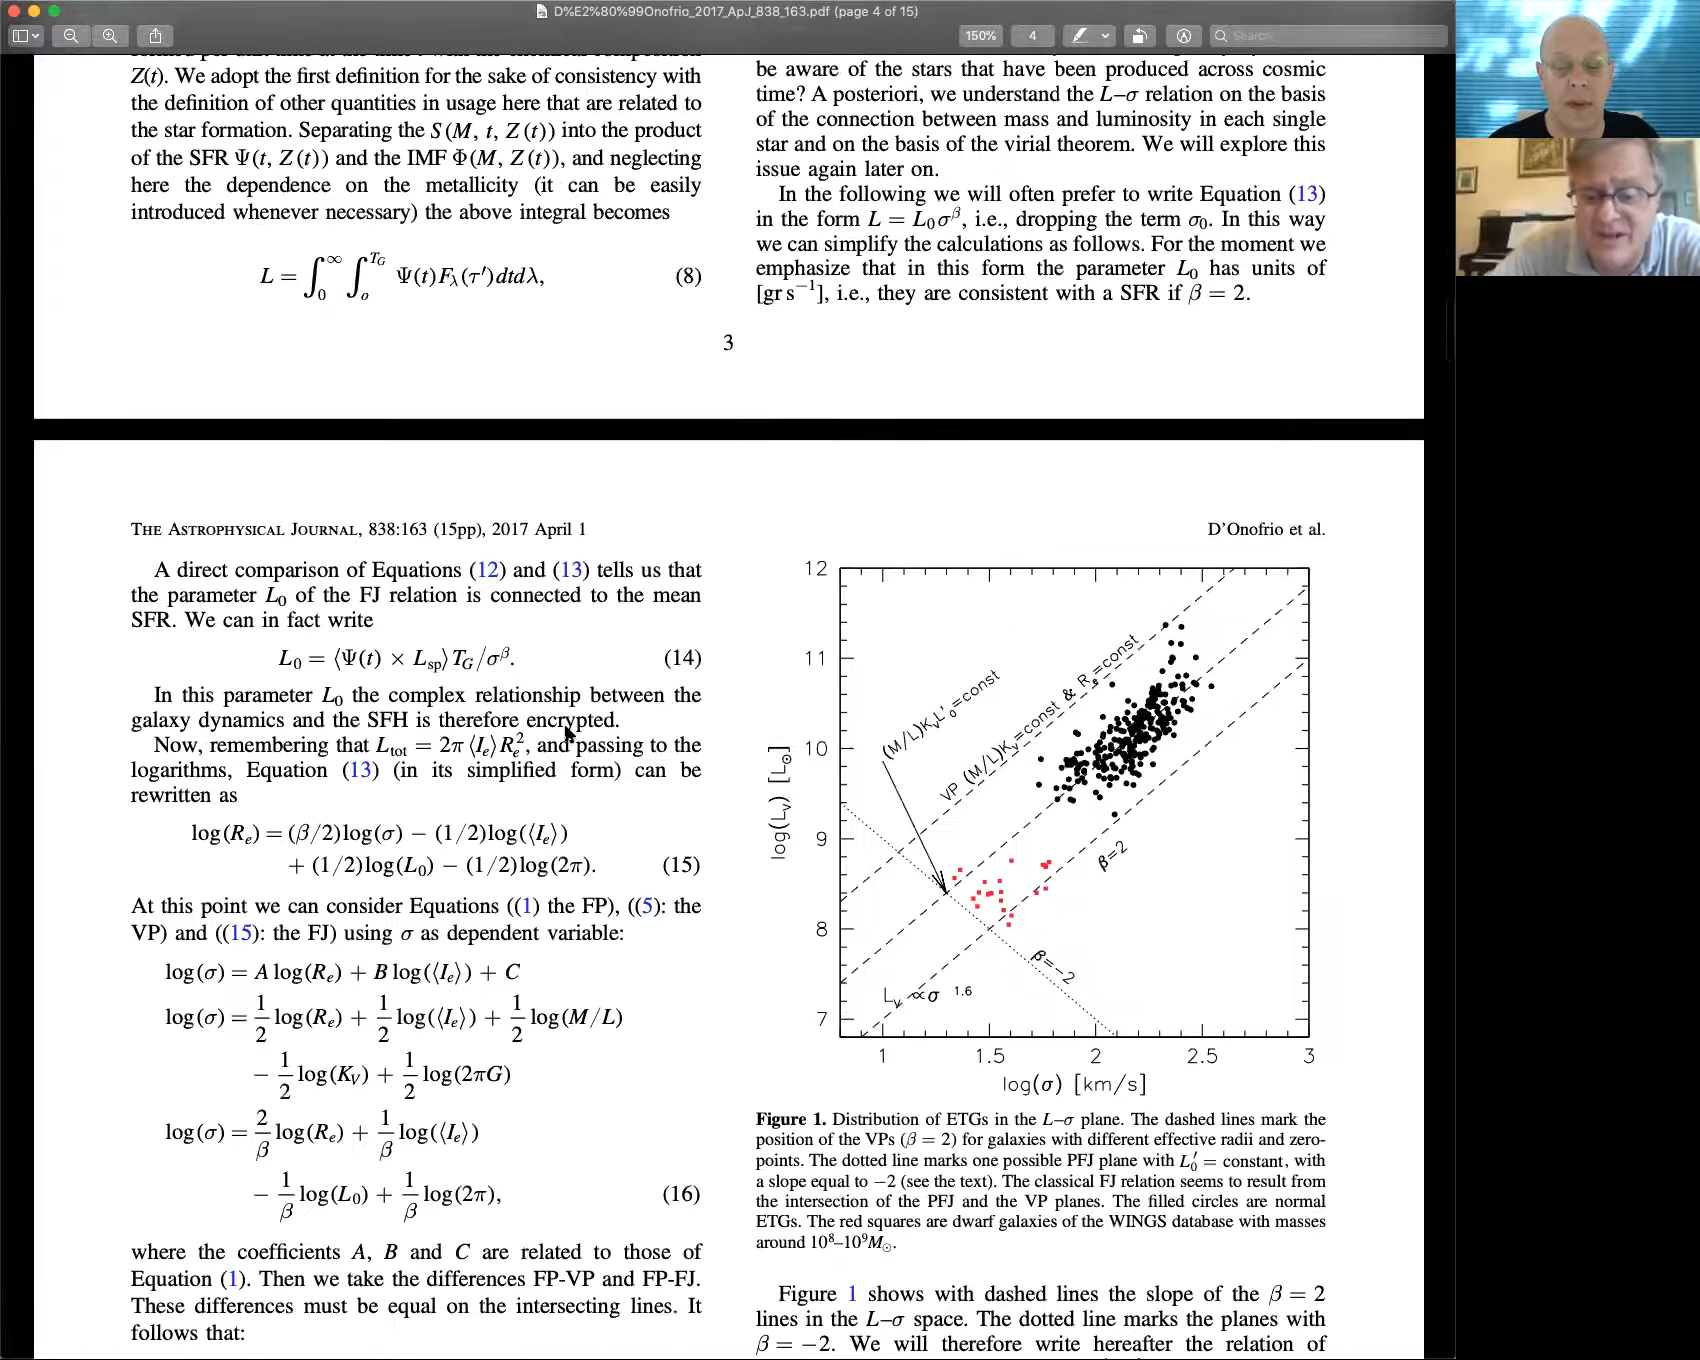 D%E2%80%99Onofrio_2017_ApJ_838_163.pdf (page 4 of 15)
150%
4
Search
Z(t). We adopt the first definition for the sake of consistency with
the definition of other quantities in usage here that are related to
the star formation. Separating the S(M, t, Z(t)) into the product
of the SFR Ψ(t, Z(t)) and the IMF Φ(M, Z(t)), and neglecting
here the dependence on the metallicity (it can be easily
introduced whenever necessary) the above integral becomes
L = ∫₀^∞ ∫ₒ^{T_G} Ψ(t)F_λ(τ′)dtdλ, (8)
be aware of the stars that have been produced across cosmic
time? A posteriori, we understand the L–σ relation on the basis
of the connection between mass and luminosity in each single
star and on the basis of the virial theorem. We will explore this
issue again later on.
In the following we will often prefer to write Equation (13)
in the form L = L₀σ^β, i.e., dropping the term σ₀. In this way
we can simplify the calculations as follows. For the moment we
emphasize that in this form the parameter L₀ has units of
[gr s⁻¹], i.e., they are consistent with a SFR if β = 2.
3
THE ASTROPHYSICAL JOURNAL, 838:163 (15pp), 2017 April 1
D'Onofrio et al.
A direct comparison of Equations (12) and (13) tells us that
the parameter L₀ of the FJ relation is connected to the mean
SFR. We can in fact write
L₀ = ⟨Ψ(t) × L_sp⟩T_G/σ^β. (14)
In this parameter L₀ the complex relationship between the
galaxy dynamics and the SFH is therefore encrypted.
Now, remembering that L_tot = 2π⟨I_e⟩R_e², and passing to the
logarithms, Equation (13) (in its simplified form) can be
rewritten as
log(R_e) = (β/2)log(σ) − (1/2)log(⟨I_e⟩)
+ (1/2)log(L₀) − (1/2)log(2π). (15)
At this point we can consider Equations ((1) the FP), ((5): the
VP) and ((15): the FJ) using σ as dependent variable:
log(σ) = A log(R_e) + B log(⟨I_e⟩) + C
log(σ) = 1/2 log(R_e) + 1/2 log(⟨I_e⟩) + 1/2 log(M/L)
− 1/2 log(K_V) + 1/2 log(2πG)
log(σ) = 2/β log(R_e) + 1/β log(⟨I_e⟩)
− 1/β log(L₀) + 1/β log(2π), (16)
where the coefficients A, B and C are related to those of
Equation (1). Then we take the differences FP-VP and FP-FJ.
These differences must be equal on the intersecting lines. It
follows that:
12
11
10
9
8
7
log(L_V) [L_⊙]
(M/L)K_V L'_0=const
VP (M/L)K_V=const & R_e=const
β=2
β=−2
L_V ∝σ 1.6
1
1.5
2
2.5
3
log(σ) [km/s]
Figure 1. Distribution of ETGs in the L–σ plane. The dashed lines mark the
position of the VPs (β = 2) for galaxies with different effective radii and zero-
points. The dotted line marks one possible PFJ plane with L₀′ = constant, with
a slope equal to −2 (see the text). The classical FJ relation seems to result from
the intersection of the PFJ and the VP planes. The filled circles are normal
ETGs. The red squares are dwarf galaxies of the WINGS database with masses
around 10⁸–10⁹M_⊙.
Figure 1 shows with dashed lines the slope of the β = 2
lines in the L–σ space. The dotted line marks the planes with
β = −2. We will therefore write hereafter the relation of